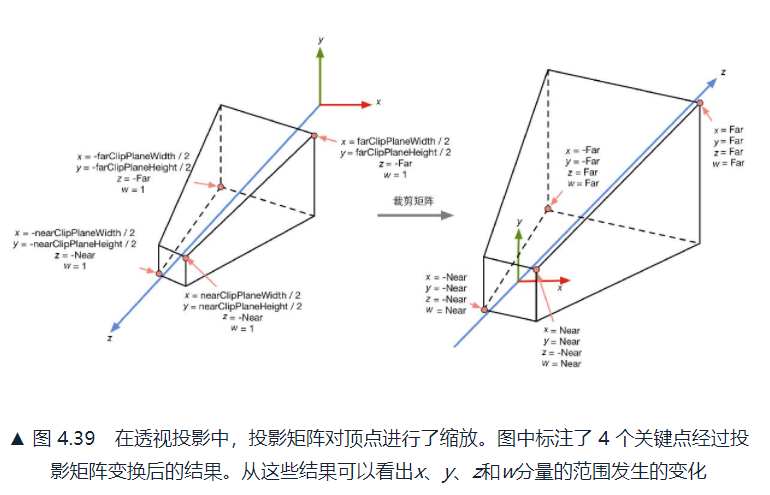 y
x
x = farClipPlaneWidth / 2
y = farClipPlaneHeight / 2
z = -Far
w = 1
x = -farClipPlaneWidth / 2
y = -farClipPlaneHeight / 2
z = -Far
w = 1
x = -nearClipPlaneWidth / 2
y = -nearClipPlaneHeight / 2
z = -Near
w = 1
x = nearClipPlaneWidth / 2
y = nearClipPlaneHeight / 2
z = -Near
w = 1
z
裁剪矩阵
z
x = Far
y = Far
z = Far
w = Far
x = -Far
y = -Far
z = Far
w = Far
y
x
x = -Near
y = -Near
z = -Near
w = Near
x = Near
y = Near
z = -Near
w = Near
▲ 图 4.39 在透视投影中，投影矩阵对顶点进行了缩放。图中标注了 4 个关键点经过投
影矩阵变换后的结果。从这些结果可以看出x、y、z和w分量的范围发生的变化